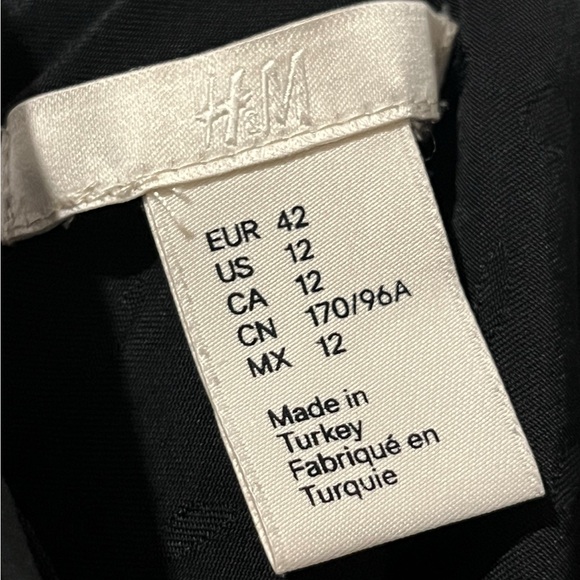 H&M
EUR 42
US 12
CA 12
CN 170/96A
MX 12
Made in
Turkey
Fabriqué en
Turquie